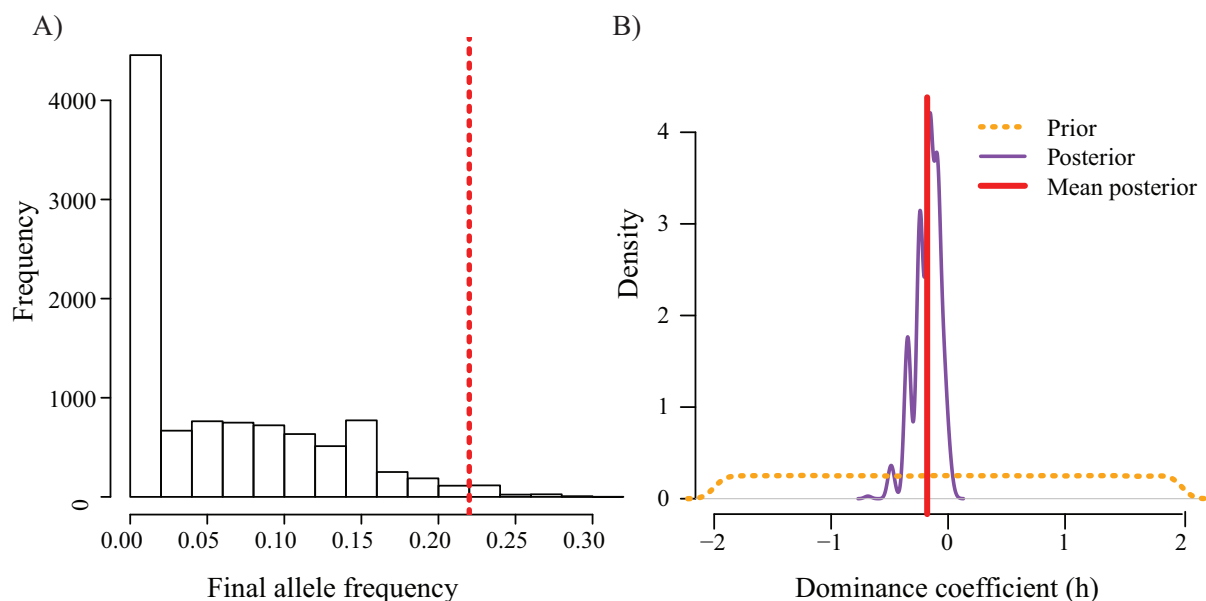 A)
Frequency
4000
3000
2000
1000
0
0.00 0.05 0.10 0.15 0.20 0.25 0.30
Final allele frequency
B)
Density
4
3
2
1
0
−2 −1 0 1 2
Dominance coefficient (h)
Prior
Posterior
Mean posterior